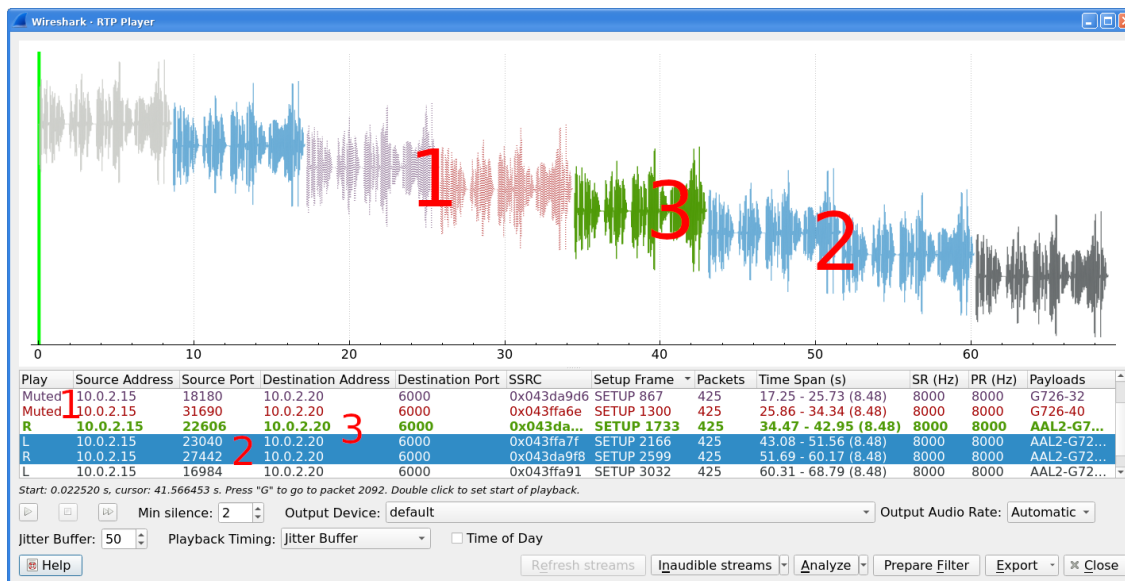 Wireshark · RTP Player
1
3
2
0 10 20 30 40 50 60
Play Source Address Source Port Destination Address Destination Port SSRC Setup Frame Packets Time Span (s) SR (Hz) PR (Hz) Payloads
Muted 10.0.2.15 18180 10.0.2.20 6000 0x043da9d6 SETUP 867 425 17.25 - 25.73 (8.48) 8000 8000 G726-32
1
Muted 10.0.2.15 31690 10.0.2.20 6000 0x043ffa6e SETUP 1300 425 25.86 - 34.34 (8.48) 8000 8000 G726-40
R 10.0.2.15 22606 10.0.2.20 6000 0x043da... SETUP 1733 425 34.47 - 42.95 (8.48) 8000 8000 AAL2-G7...
3
L 10.0.2.15 23040 10.0.2.20 6000 0x043ffa7f SETUP 2166 425 43.08 - 51.56 (8.48) 8000 8000 AAL2-G72...
2
R 10.0.2.15 27442 10.0.2.20 6000 0x043da9f8 SETUP 2599 425 51.69 - 60.17 (8.48) 8000 8000 AAL2-G72...
L 10.0.2.15 16984 10.0.2.20 6000 0x043ffa91 SETUP 3032 425 60.31 - 68.79 (8.48) 8000 8000 AAL2-G72...
Start: 0.022520 s, cursor: 41.566453 s. Press "G" to go to packet 2092. Double click to set start of playback.
Min silence: 2 Output Device: default Output Audio Rate: Automatic
Jitter Buffer: 50 Playback Timing: Jitter Buffer Time of Day
Help Refresh streams Inaudible streams Analyze Prepare Filter Export Close